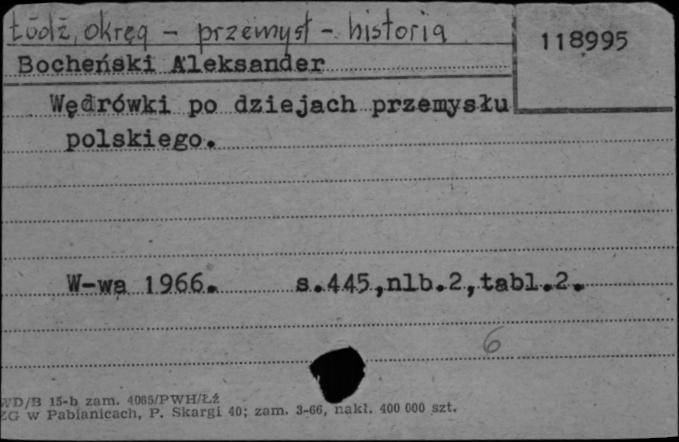 Łódź, okręg - przemysł - historia
118995
Bocheński Aleksander
Wędrówki po dziejach przemysłu
polskiego.
W-wa 1966. s.445,nlb.2,tabl.2.
6
WD/B 15-b zam. 4085/PWH/Łź
ZG w Pabianicach, P. Skargi 40; zam. 3-66, nakł. 400 000 szt.